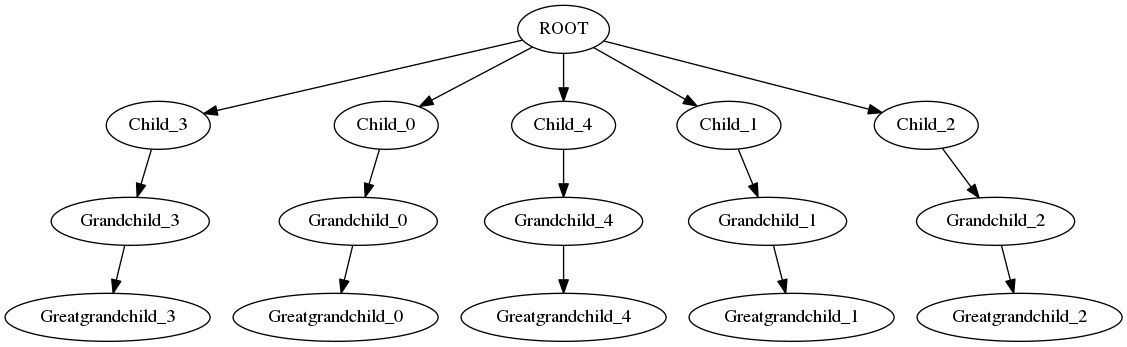 ROOT
Child_3
Child_0
Child_4
Child_1
Child_2
Grandchild_3
Grandchild_0
Grandchild_4
Grandchild_1
Grandchild_2
Greatgrandchild_3
Greatgrandchild_0
Greatgrandchild_4
Greatgrandchild_1
Greatgrandchild_2